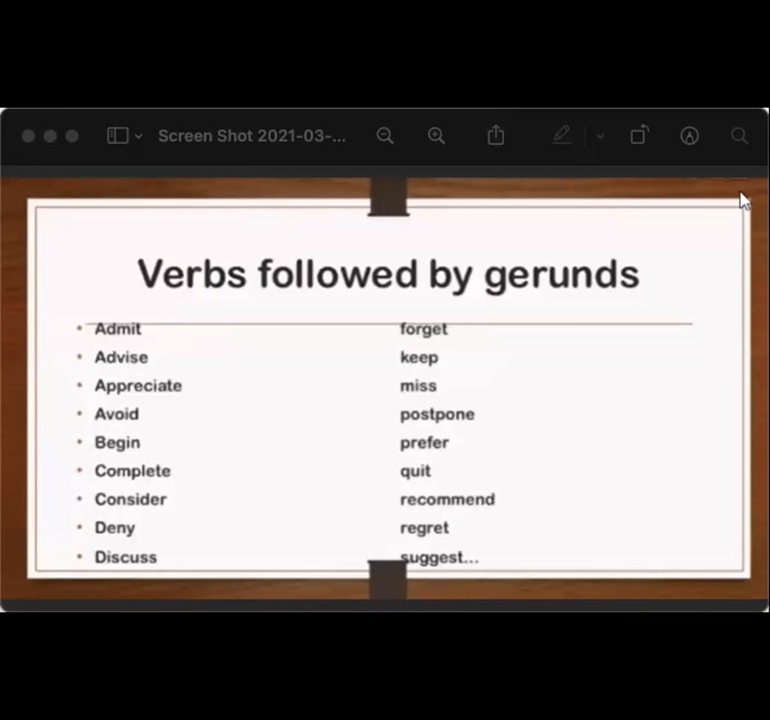 Screen Shot 2021-03-...
Verbs followed by gerunds
• Admit forget
• Advise keep
• Appreciate miss
• Avoid postpone
• Begin prefer
• Complete quit
• Consider recommend
• Deny regret
• Discuss suggest...